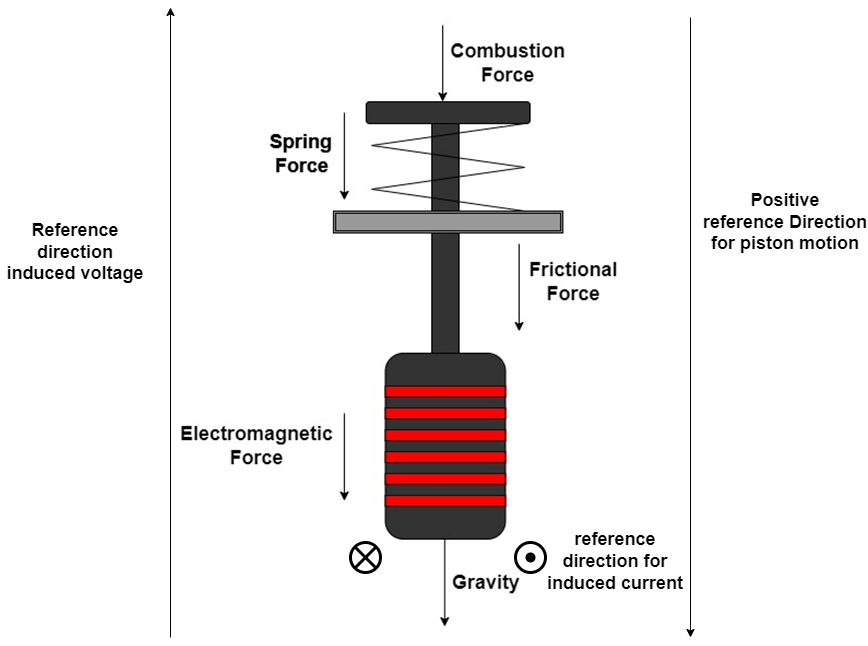 Combustion
Force
Spring
Force
Positive
reference Direction
for piston motion
Reference
direction
induced voltage
Frictional
Force
Electromagnetic
Force
reference
direction for
induced current
Gravity